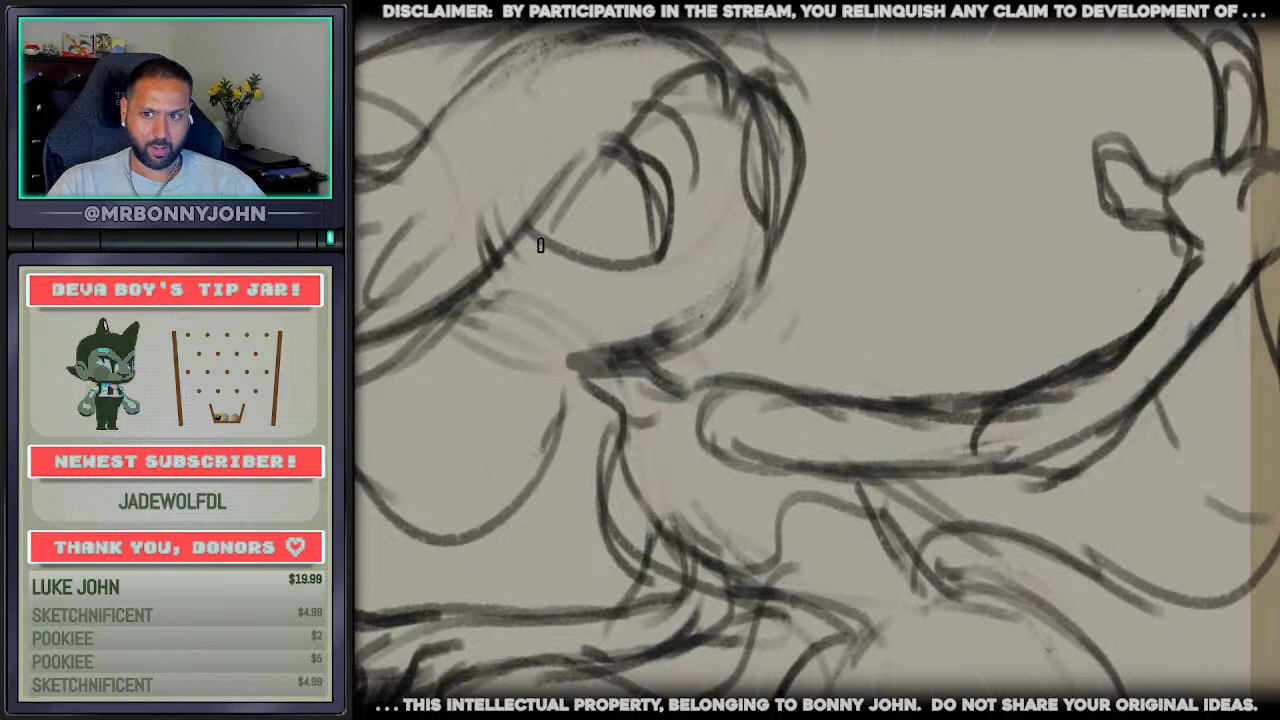 DISCLAIMER: BY PARTICIPATING IN THE STREAM, YOU RELINQUISH ANY CLAIM TO DEVELOPMENT OF . . .
@MRBONNYJOHN
DEVA BOY'S TIP JAR!
NEWEST SUBSCRIBER!
JADEWOLFDL
THANK YOU, DONORS ♡
LUKE JOHN $19.99
SKETCHNIFICENT $4.99
POOKIEE $2
POOKIEE $5
SKETCHNIFICENT $4.99
. . . THIS INTELLECTUAL PROPERTY, BELONGING TO BONNY JOHN. DO NOT SHARE YOUR ORIGINAL IDEAS.